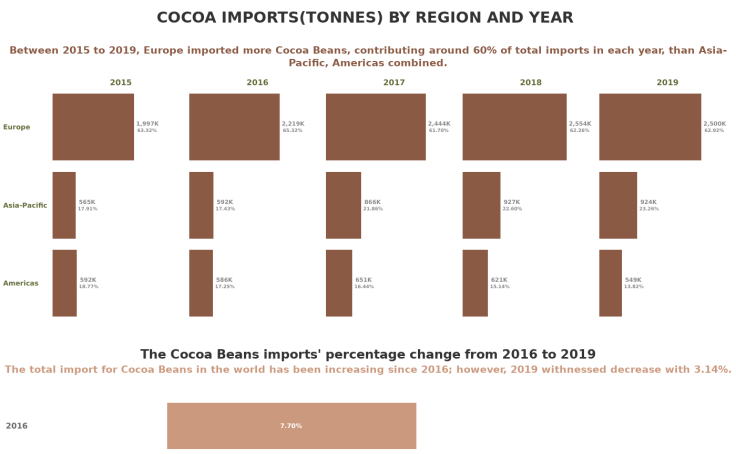 COCOA IMPORTS(TONNES) BY REGION AND YEAR
Between 2015 to 2019, Europe imported more Cocoa Beans, contributing around 60% of total imports in each year, than Asia-
Pacific, Americas combined.
2015 2016 2017 2018 2019
Europe 1,997K 2,219K 2,444K 2,554K 2,500K
63.32% 65.32% 61.70% 62.26% 62.92%
Asia-Pacific 565K 592K 866K 927K 924K
17.91% 17.43% 21.86% 22.60% 23.26%
Americas 592K 586K 651K 621K 549K
18.77% 17.25% 16.44% 15.14% 13.82%
The Cocoa Beans imports' percentage change from 2016 to 2019
The total import for Cocoa Beans in the world has been increasing since 2016; however, 2019 withnessed decrease with 3.14%.
2016 7.70%